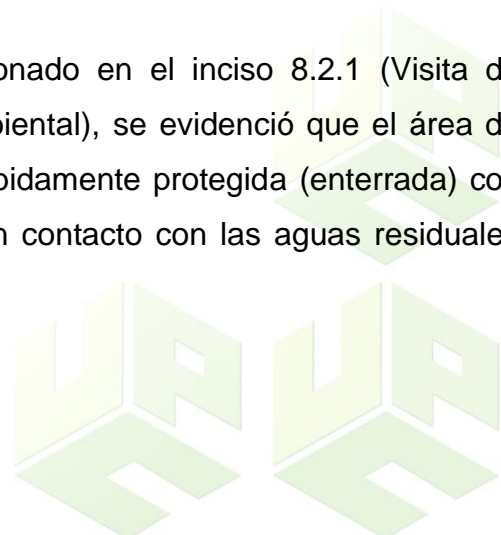 onado en el inciso 8.2.1 (Visita d
biental), se evidenció que el área d
bidamente protegida (enterrada) co
n contacto con las aguas residuale